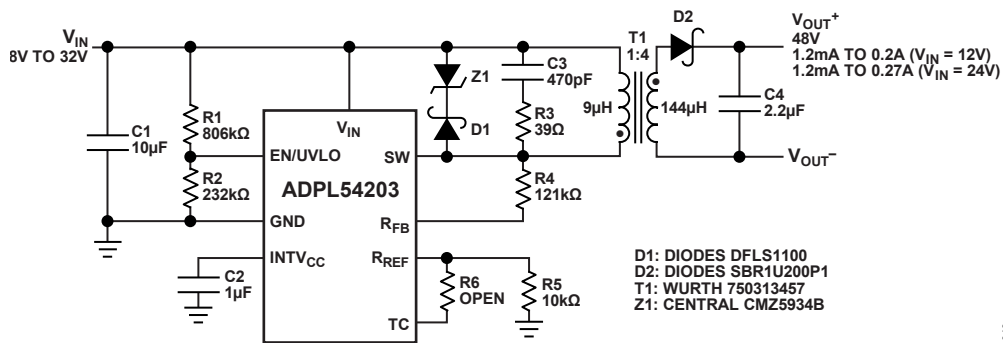 VIN
8V TO 32V
C1
10µF
R1
806kΩ
R2
232kΩ
VIN
EN/UVLO
SW
ADPL54203
GND
RFB
INTVCC
RREF
TC
C2
1µF
Z1
D1
C3
470pF
R3
39Ω
R4
121kΩ
R6
OPEN
R5
10kΩ
T1
1:4
9µH
144µH
D2
C4
2.2µF
VOUT+
48V
1.2mA TO 0.2A (VIN = 12V)
1.2mA TO 0.27A (VIN = 24V)
VOUT–
D1: DIODES DFLS1100
D2: DIODES SBR1U200P1
T1: WURTH 750313457
Z1: CENTRAL CMZ5934B